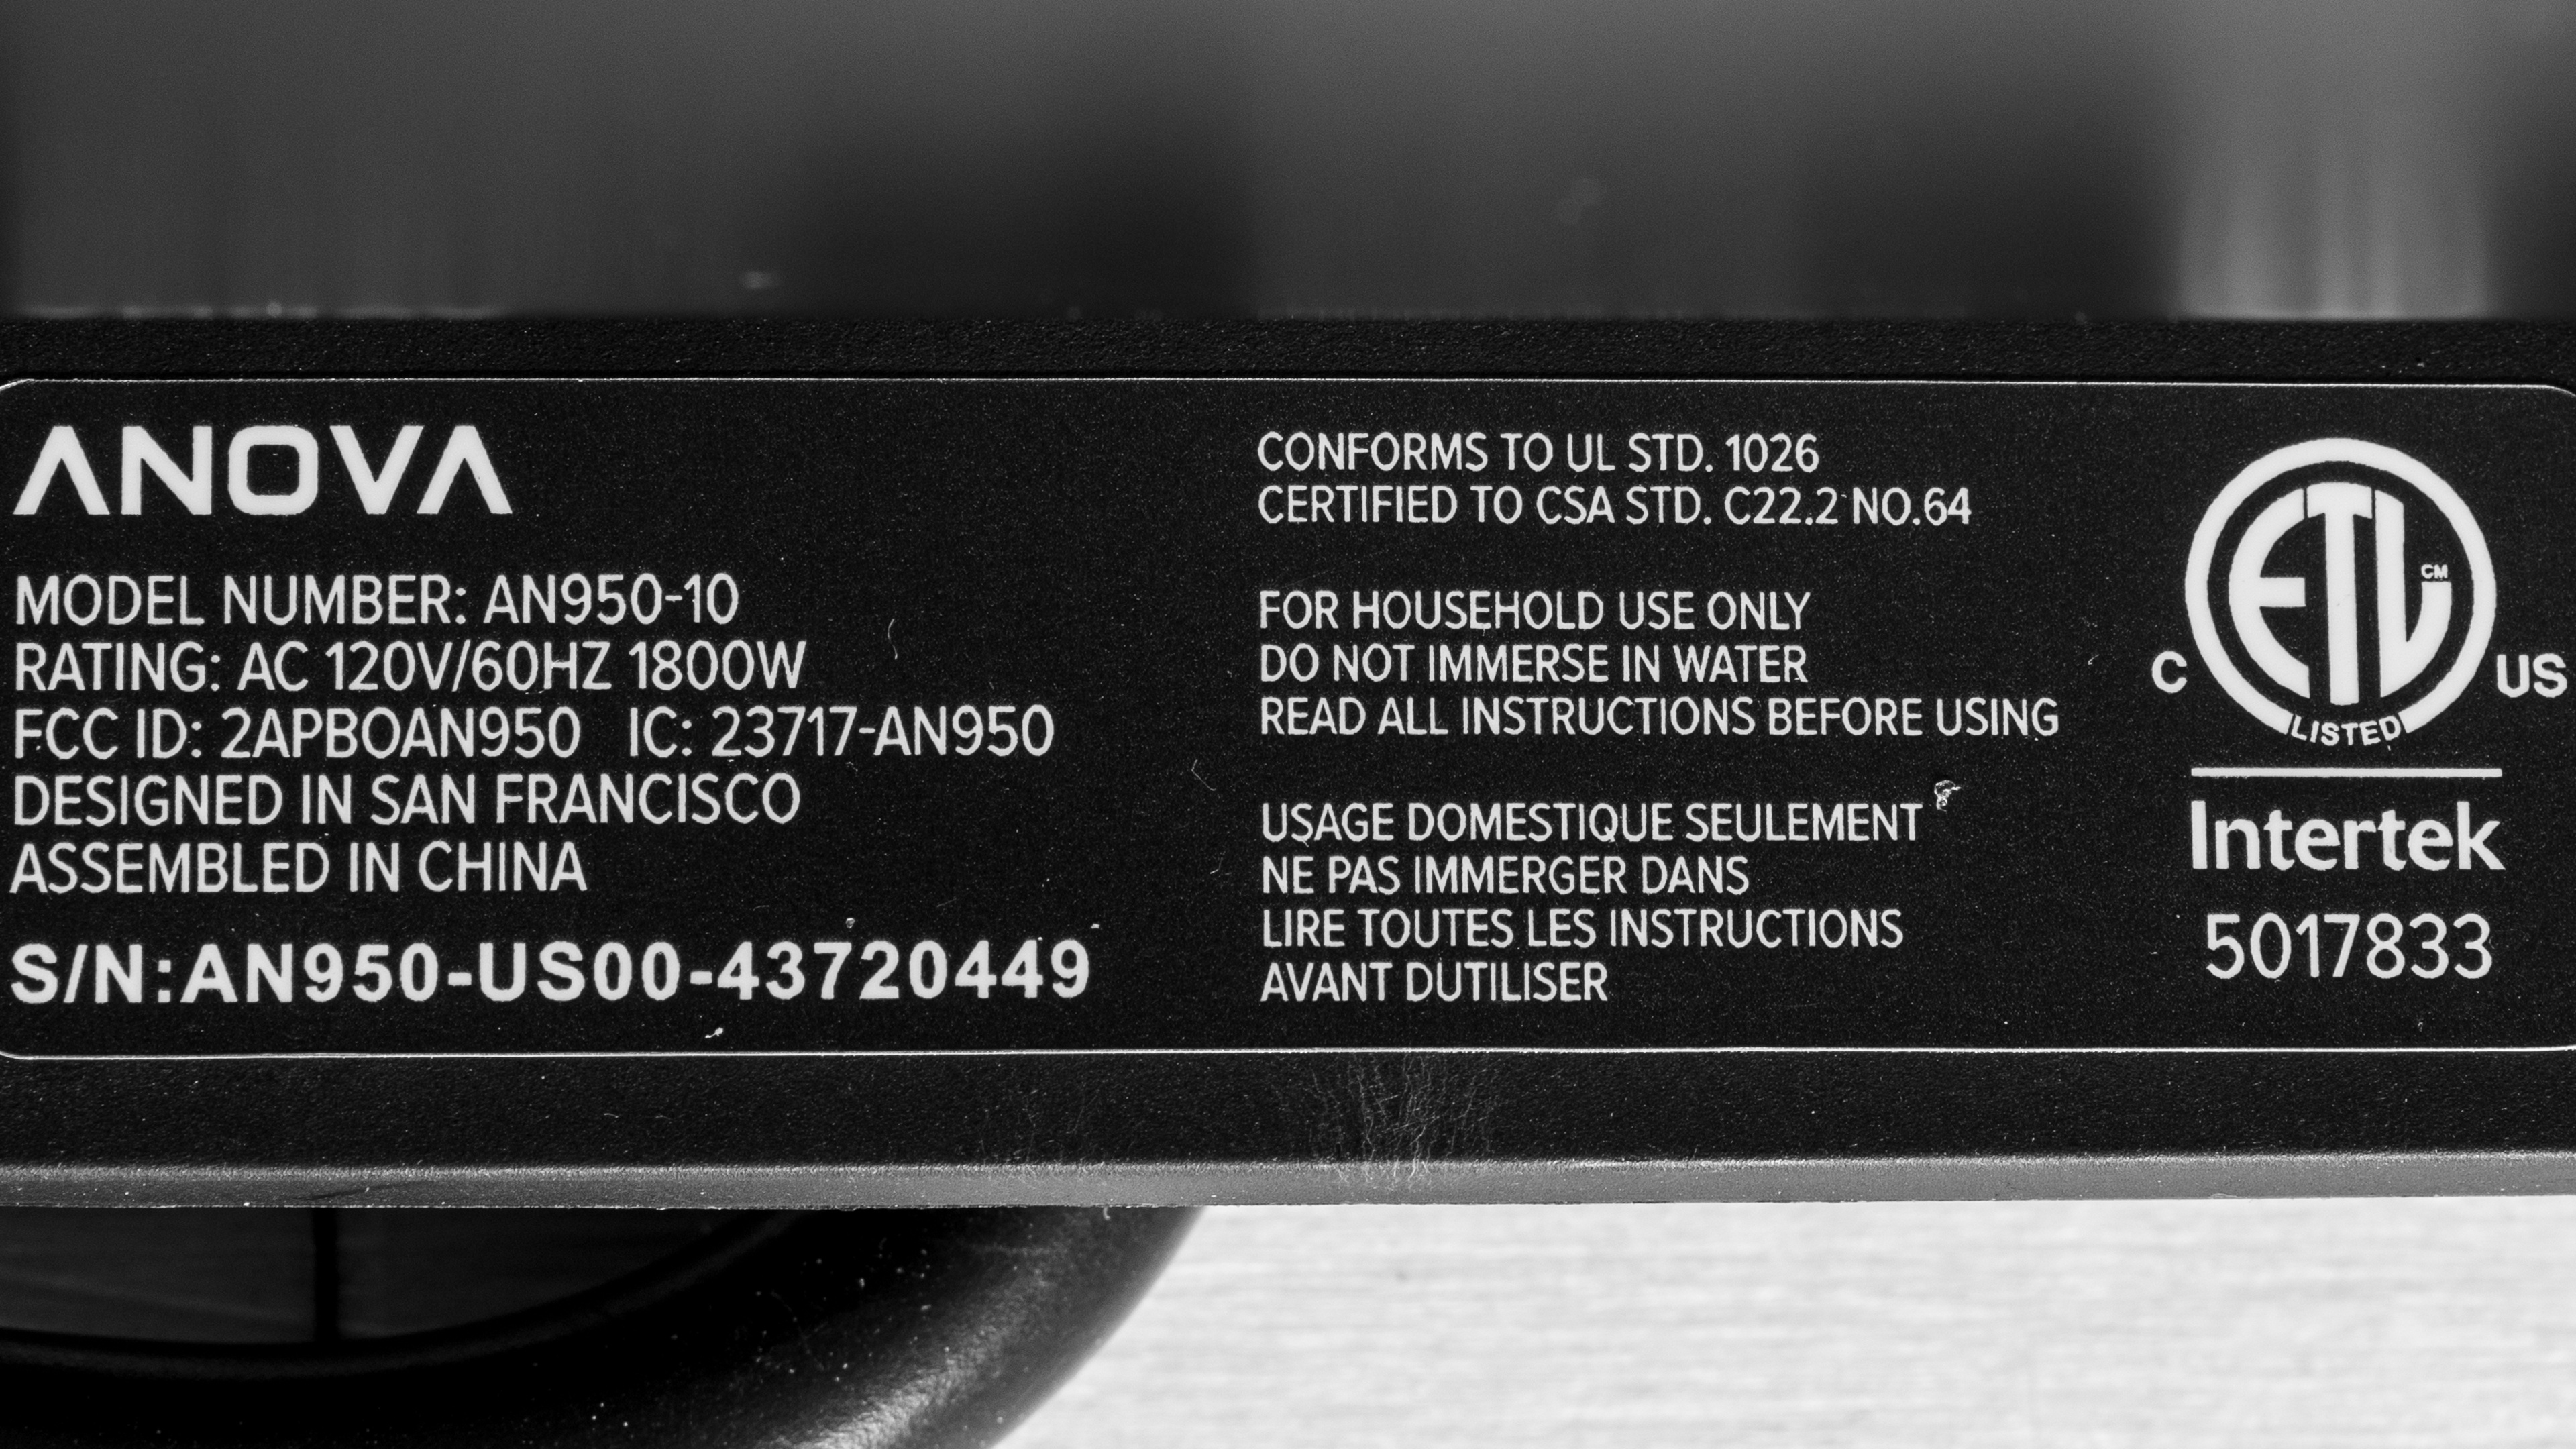 ANOVA
MODEL NUMBER: AN950-10
RATING: AC 120V/60HZ 1800W
FCC ID: 2APBOAN950 IC: 23717-AN950
DESIGNED IN SAN FRANCISCO
ASSEMBLED IN CHINA
S/N:AN950-US00-43720449
CONFORMS TO UL STD. 1026
CERTIFIED TO CSA STD. C22.2 NO.64
FOR HOUSEHOLD USE ONLY
DO NOT IMMERSE IN WATER
READ ALL INSTRUCTIONS BEFORE USING
USAGE DOMESTIQUE SEULEMENT
NE PAS IMMERGER DANS
LIRE TOUTES LES INSTRUCTIONS
AVANT DUTILISER
ETL CM
C US
LISTED
Intertek
5017833